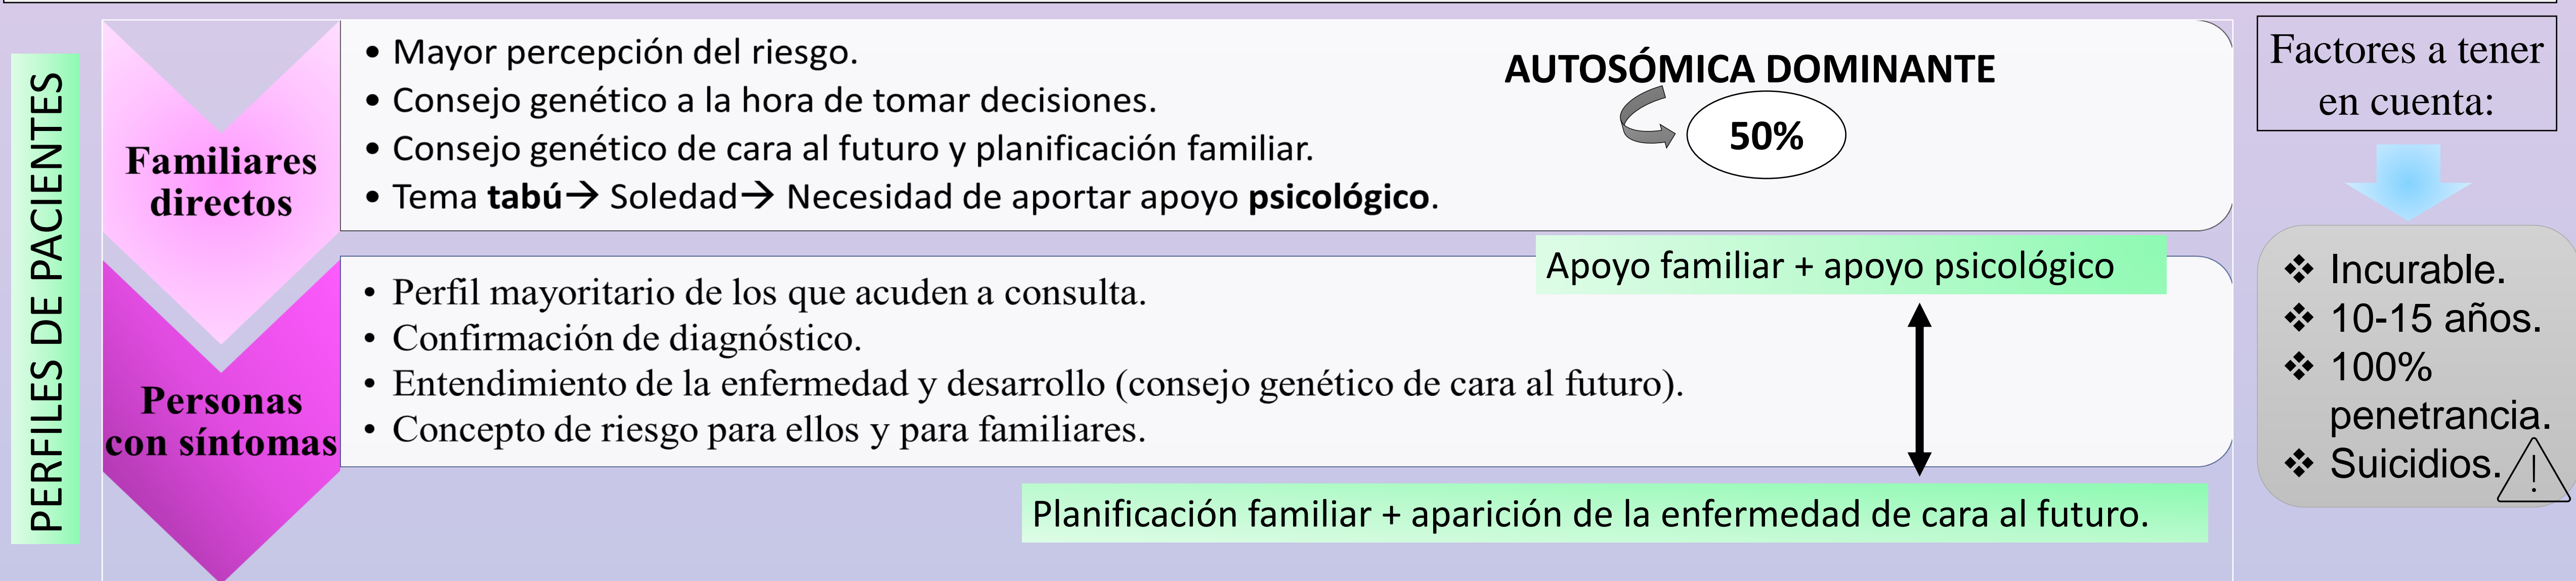 PERFILES DE PACIENTES
Familiares
directos
• Mayor percepción del riesgo.
• Consejo genético a la hora de tomar decisiones.
• Consejo genético de cara al futuro y planificación familiar.
• Tema tabú→ Soledad→ Necesidad de aportar apoyo psicológico.
AUTOSÓMICA DOMINANTE
50%
Personas
con síntomas
• Perfil mayoritario de los que acuden a consulta.
• Confirmación de diagnóstico.
• Entendimiento de la enfermedad y desarrollo (consejo genético de cara al futuro).
• Concepto de riesgo para ellos y para familiares.
Apoyo familiar + apoyo psicológico
Planificación familiar + aparición de la enfermedad de cara al futuro.
Factores a tener
en cuenta:
❖ Incurable.
❖ 10-15 años.
❖ 100%
penetrancia.
❖ Suicidios.